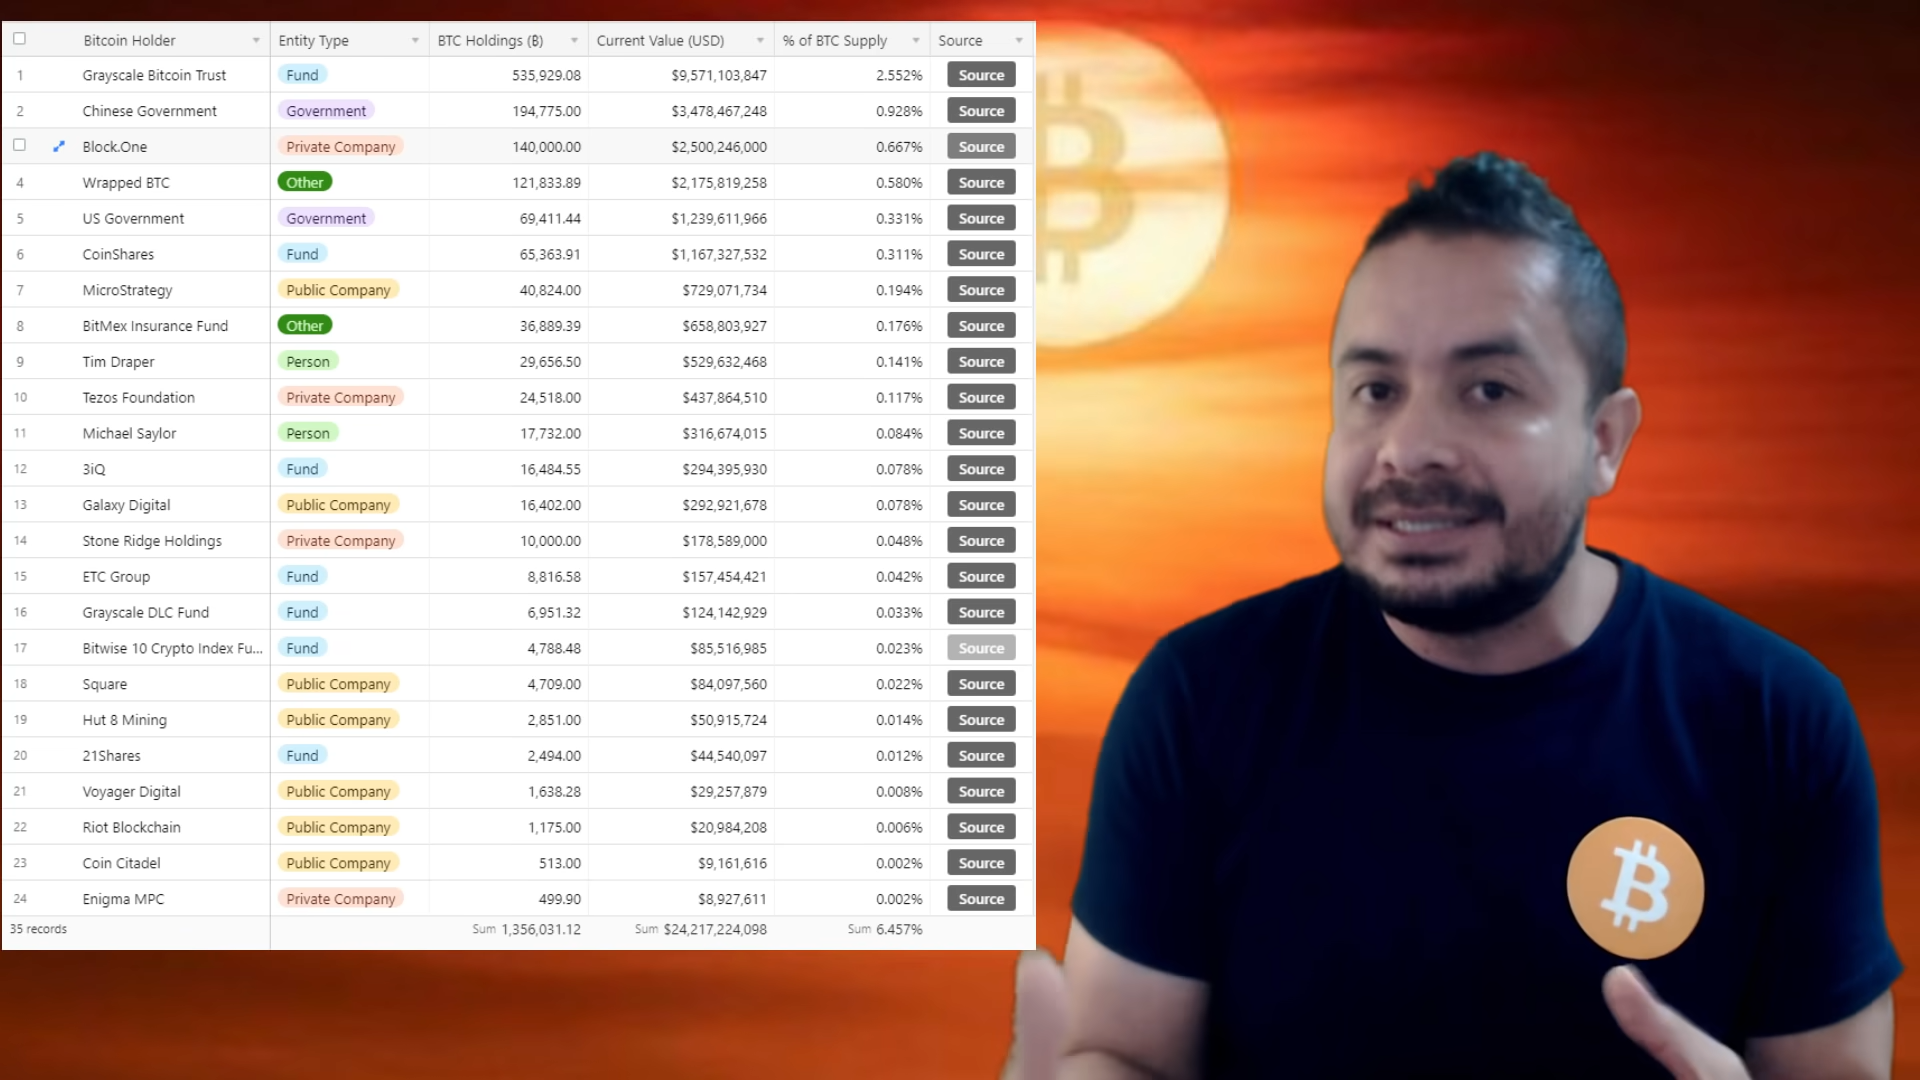 Bitcoin Holder Entity Type BTC Holdings (₿) Current Value (USD) % of BTC Supply Source
1 Grayscale Bitcoin Trust Fund 535,929.08 $9,571,103,847 2.552% Source
2 Chinese Government Government 194,775.00 $3,478,467,248 0.928% Source
Block.One Private Company 140,000.00 $2,500,246,000 0.667% Source
4 Wrapped BTC Other 121,833.89 $2,175,819,258 0.580% Source
5 US Government Government 69,411.44 $1,239,611,966 0.331% Source
6 CoinShares Fund 65,363.91 $1,167,327,532 0.311% Source
7 MicroStrategy Public Company 40,824.00 $729,071,734 0.194% Source
8 BitMex Insurance Fund Other 36,889.39 $658,803,927 0.176% Source
9 Tim Draper Person 29,656.50 $529,632,468 0.141% Source
10 Tezos Foundation Private Company 24,518.00 $437,864,510 0.117% Source
11 Michael Saylor Person 17,732.00 $316,674,015 0.084% Source
12 3iQ Fund 16,484.55 $294,395,930 0.078% Source
13 Galaxy Digital Public Company 16,402.00 $292,921,678 0.078% Source
14 Stone Ridge Holdings Private Company 10,000.00 $178,589,000 0.048% Source
15 ETC Group Fund 8,816.58 $157,454,421 0.042% Source
16 Grayscale DLC Fund Fund 6,951.32 $124,142,929 0.033% Source
17 Bitwise 10 Crypto Index Fu... Fund 4,788.48 $85,516,985 0.023% Source
18 Square Public Company 4,709.00 $84,097,560 0.022% Source
19 Hut 8 Mining Public Company 2,851.00 $50,915,724 0.014% Source
20 21Shares Fund 2,494.00 $44,540,097 0.012% Source
21 Voyager Digital Public Company 1,638.28 $29,257,879 0.008% Source
22 Riot Blockchain Public Company 1,175.00 $20,984,208 0.006% Source
23 Coin Citadel Public Company 513.00 $9,161,616 0.002% Source
24 Enigma MPC Private Company 499.90 $8,927,611 0.002% Source
35 records Sum 1,356,031.12 Sum $24,217,224,098 Sum 6.457%